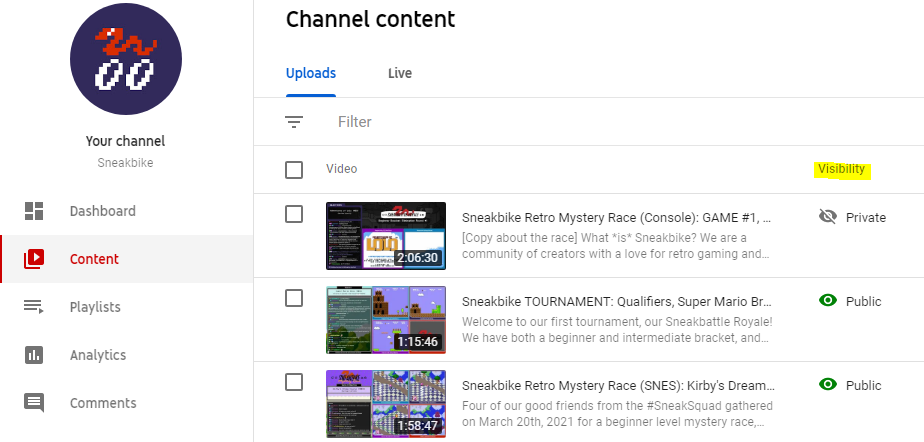 Channel content
Uploads
Live
Filter
Video
Visibility
Your channel
Sneakbike
Dashboard
Content
Playlists
Analytics
Comments
Sneakbike Retro Mystery Race (Console): GAME #1, ...
[Copy about the race] What *is* Sneakbike? We are a
community of creators with a love for retro gaming and...
2:06:30
Private
Sneakbike TOURNAMENT: Qualifiers, Super Mario Br...
Welcome to our first tournament, our Sneakbattle Royale!
We have both a beginner and intermediate bracket, and...
1:15:46
Public
Sneakbike Retro Mystery Race (SNES): Kirby's Dream...
Four of our good friends from the #SneakSquad gathered
on March 20th, 2021 for a beginner level mystery race,...
1:58:47
Public